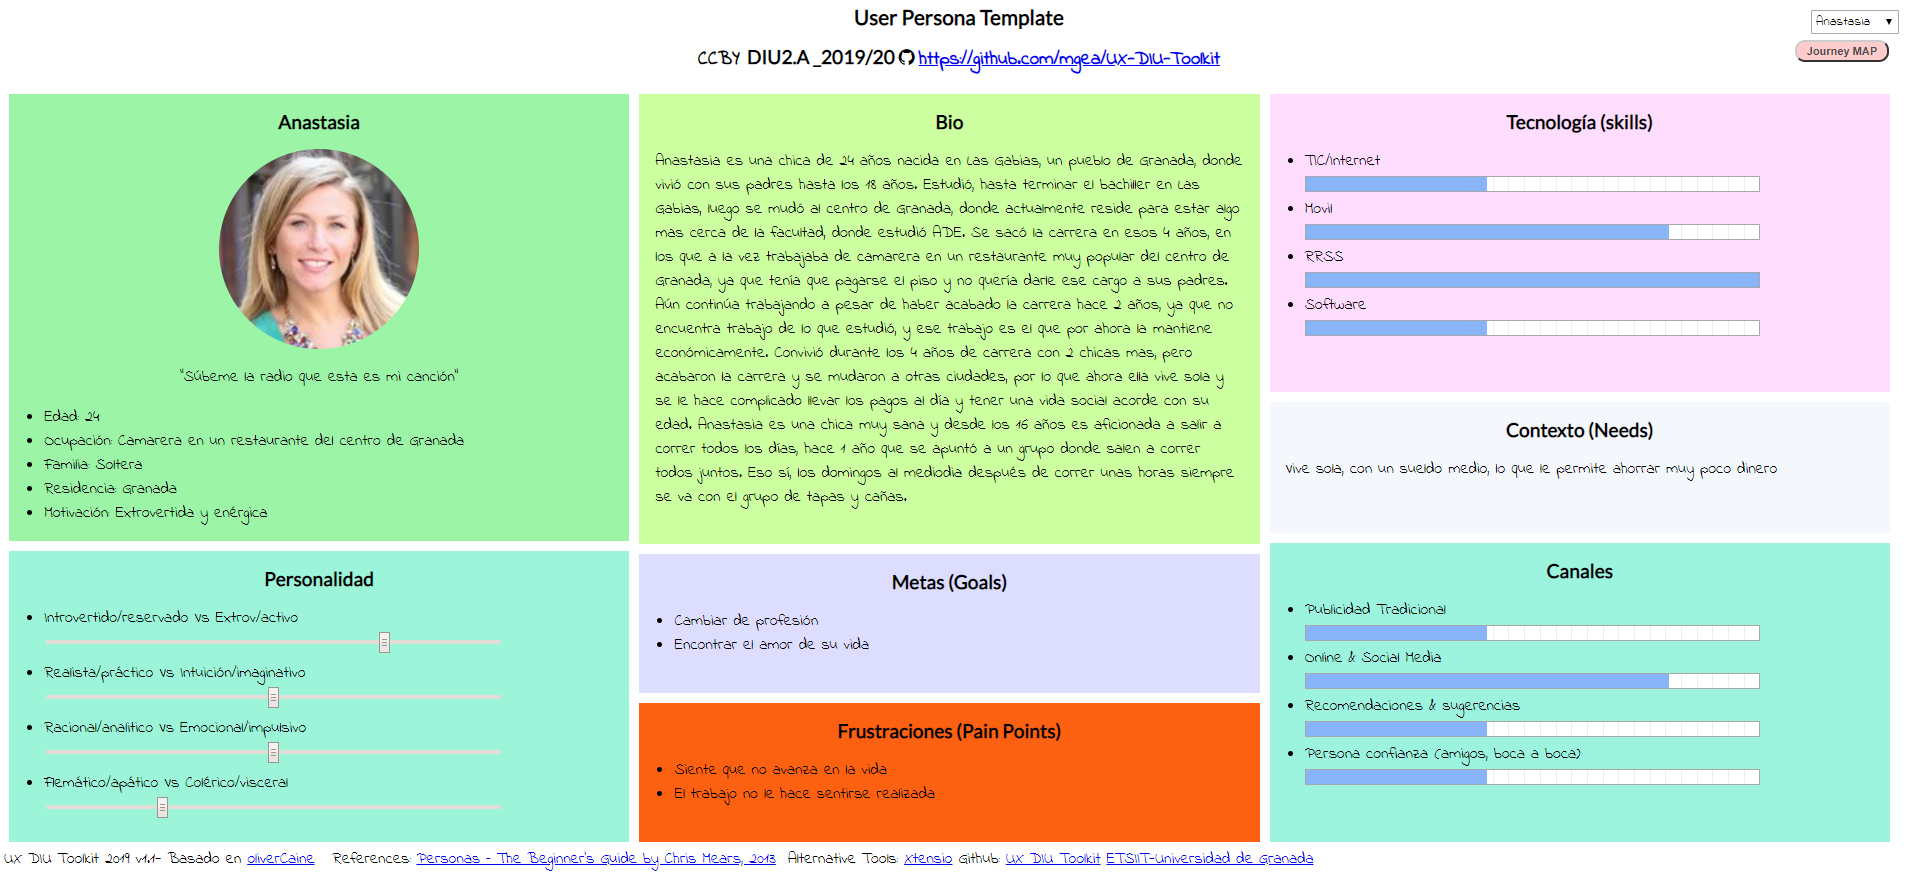 User Persona Template
Anastasia
Journey MAP
CCBY DIU2.A_2019/20 https://github.com/mgea/UX-DIU-Toolkit
Anastasia
"Súbeme la radio que esta es mi canción"
Edad: 24
Ocupación: Camarera en un restaurante del centro de Granada
Familia: Soltera
Residencia: Granada
Motivación: Extrovertida y enérgica
Personalidad
Introvertido/reservado vs Extrov/activo
Realista/práctico vs Intuición/imaginativo
Racional/analítico vs Emocional/impulsivo
Flemático/apático vs Colérico/visceral
Bio
Anastasia es una chica de 24 años nacida en Las Gabias, un pueblo de Granada, donde
vivió con sus padres hasta los 18 años. Estudió, hasta terminar el bachiller en Las
Gabias, luego se mudó al centro de Granada, donde actualmente reside para estar algo
mas cerca de la facultad, donde estudió ADE. Se sacó la carrera en esos 4 años, en
los que a la vez trabajaba de camarera en un restaurante muy popular del centro de
Granada, ya que tenía que pagarse el piso y no quería darle ese cargo a sus padres.
Aún continúa trabajando a pesar de haber acabado la carrera hace 2 años, ya que no
encuentra trabajo de lo que estudió, y ese trabajo es el que por ahora la mantiene
económicamente. Convivió durante los 4 años de carrera con 2 chicas mas, pero
acabaron la carrera y se mudaron a otras ciudades, por lo que ahora ella vive sola y
se le hace complicado llevar los pagos al día y tener una vida social acorde con su
edad. Anastasia es una chica muy sana y desde los 16 años es aficionada a salir a
correr todos los días, hace 1 año que se apuntó a un grupo donde salen a correr
todos juntos. Eso sí, los domingos al mediodia después de correr unas horas siempre
se va con el grupo de tapas y cañas.
Metas (Goals)
Cambiar de profesión
Encontrar el amor de su vida
Frustraciones (Pain Points)
Siente que no avanza en la vida
El trabajo no le hace sentirse realizada
Tecnología (skills)
TIC/Internet
Movil
RRSS
Software
Contexto (Needs)
Vive sola, con un sueldo medio, lo que le permite ahorrar muy poco dinero
Canales
Publicidad Tradicional
Online & Social Media
Recomendaciones & sugerencias
Persona confianza (amigos, boca a boca)
UX DIU Toolkit 2019 v1.1- Basado en oliverCaine References: Personas - The Beginner's Guide by Chris Mears, 2013 Alternative Tools: Xtensio Github: UX DIU Toolkit ETSIIT-Universidad de Granada